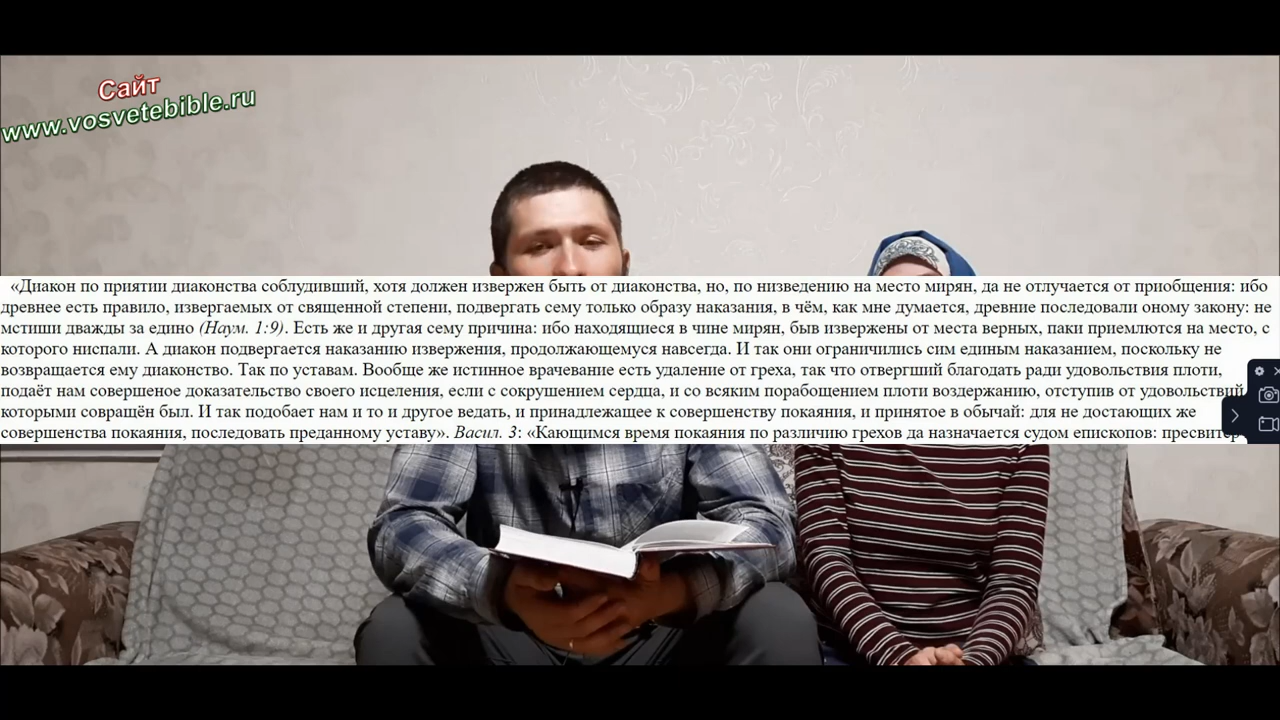 Сайт
www.vosvetebible.ru
«Диакон по приятии диаконства соблудивший, хотя должен извержен быть от диаконства, но, по низведению на место мирян, да не отлучается от приобщения: ибо
древнее есть правило, извергаемых от священной степени, подвергать сему только образу наказания, в чём, как мне думается, древние последовали оному закону: не
мстиши дважды за едино (Наум. 1:9). Есть же и другая сему причина: ибо находящиеся в чине мирян, быв извержены от места верных, паки приемлются на место, с
которого ниспали. А диакон подвергается наказанию извержения, продолжающемуся навсегда. И так они ограничились сим единым наказанием, поскольку не
возвращается ему диаконство. Так по уставам. Вообще же истинное врачевание есть удаление от греха, так что отвергший благодать ради удовольствия плоти,
подаёт нам совершеное доказательство своего исцеления, если с сокрушением сердца, и со всяким порабощением плоти воздержанию, отступив от удовольствий,
которыми совращён был. И так подобает нам и то и другое ведать, и принадлежащее к совершенству покаяния, и принятое в обычай: для не достающих же
совершенства покаяния, последовать преданному уставу». Васил. 3: «Кающимся время покаяния по различию грехов да назначается судом епископов: